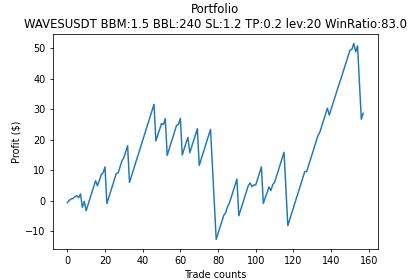 Portfolio
WAVESUSDT BBM:1.5 BBL:240 SL:1.2 TP:0.2 lev:20 WinRatio:83.0
Profit ($)
50
40
30
20
10
0
−10
0 20 40 60 80 100 120 140 160
Trade counts